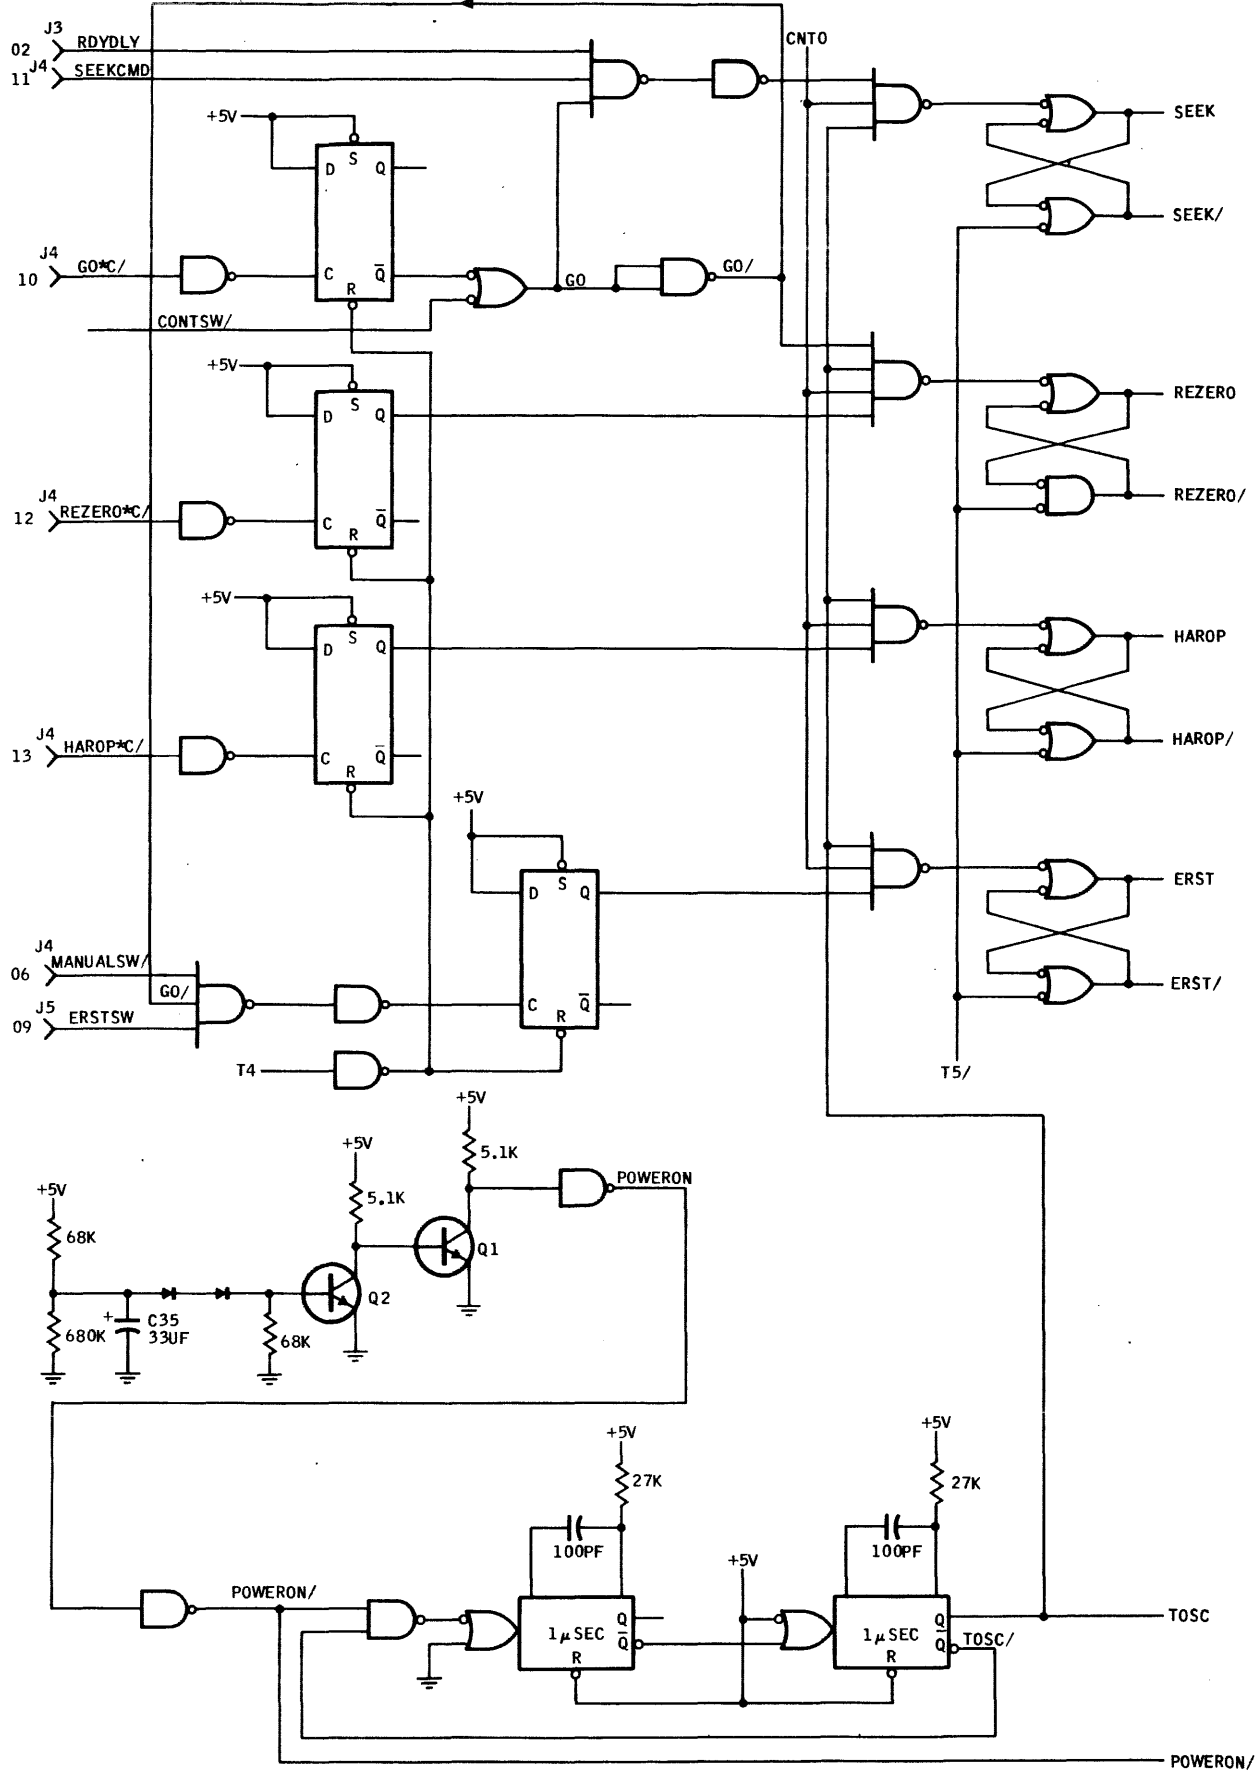 J3
02 RDYDLY
J4
11 SEEKCMD
CNTO
+5V
S
D Q
SEEK
SEEK/
J4
10 GO*C/
C Q̅
R
GO
GO/
CONTSW/
+5V
S
D Q
REZERO
J4
12 REZERO*C/
C Q̅
R
REZERO/
+5V
S
D Q
HAROP
J4
13 HAROP*C/
C Q̅
R
HAROP/
+5V
S
D Q
ERST
J4
06 MANUALSW/
GO/
J5
09 ERSTSW
C Q̅
R
ERST/
T4
T5/
+5V
5.1K
+5V
5.1K
POWERON
+5V
68K
Q1
Q2
680K
+
C35
33UF
68K
+5V
27K
100PF
+5V
27K
100PF
+5V
POWERON/
1µSEC
Q
Q̅
R
1µSEC
Q
Q̅
R
TOSC
TOSC/
POWERON/